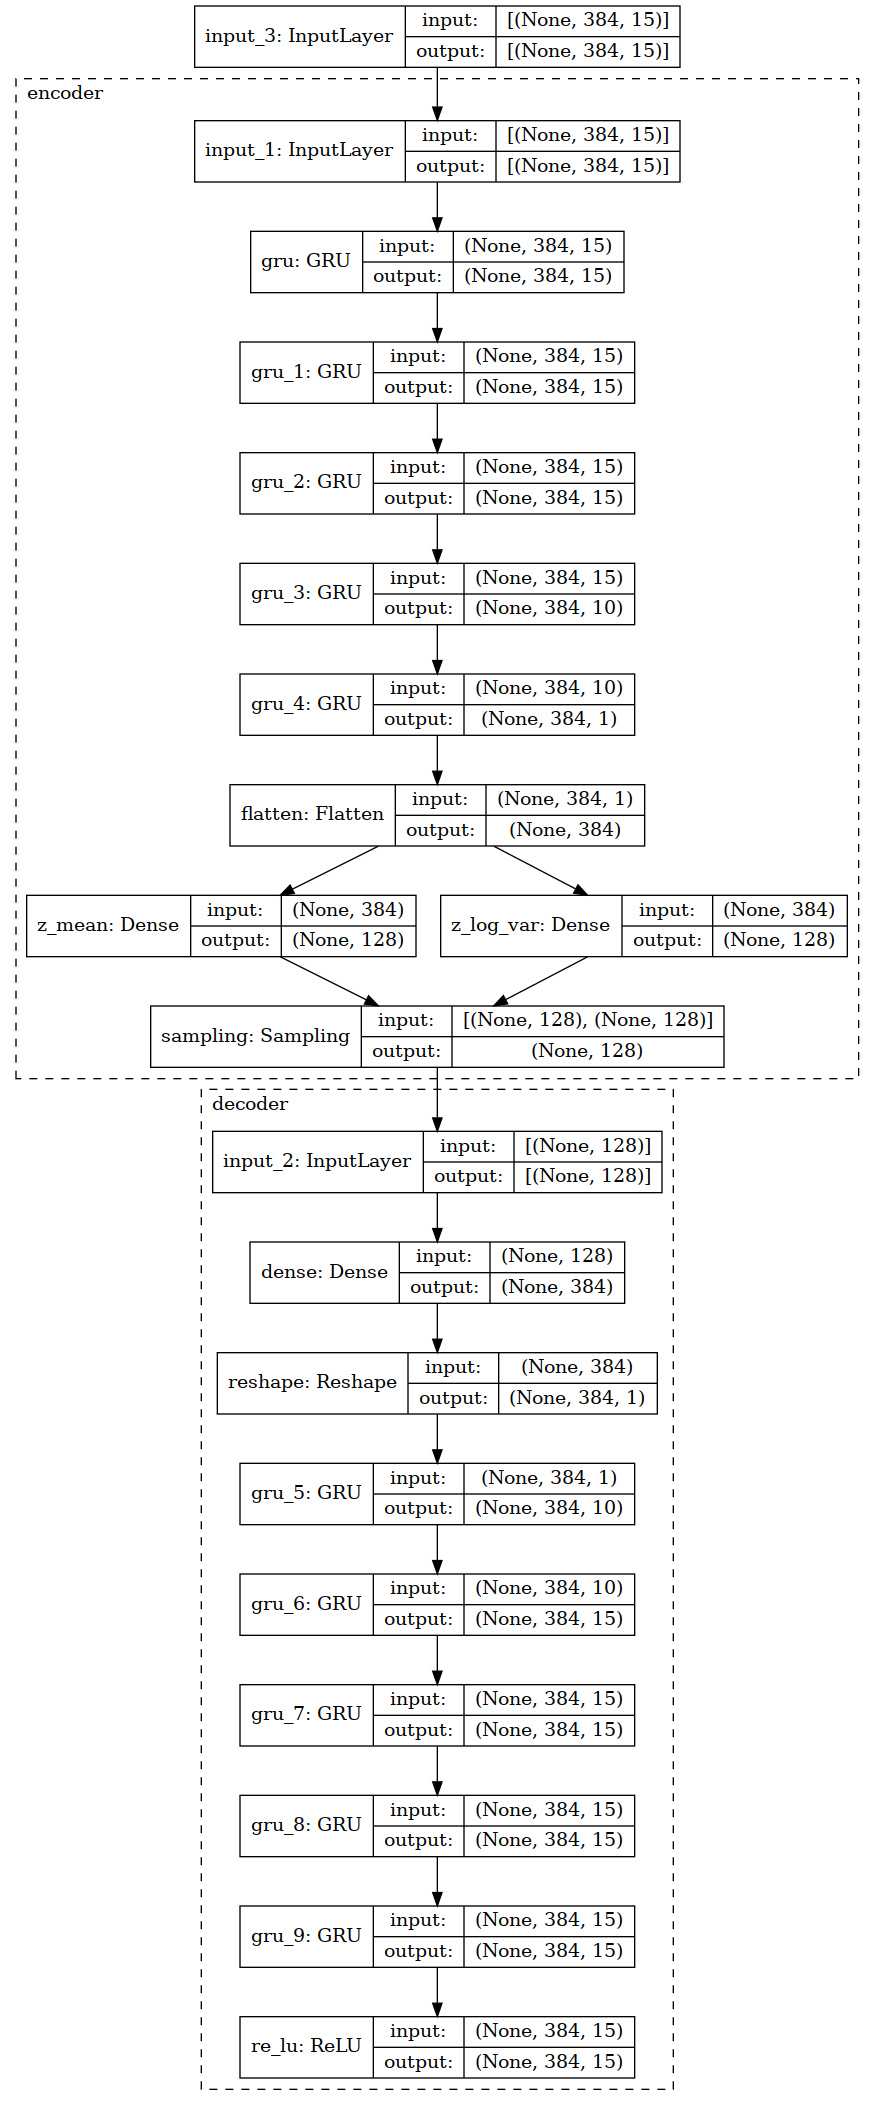 input_3: InputLayer
input: [(None, 384, 15)]
output: [(None, 384, 15)]
encoder
input_1: InputLayer
input: [(None, 384, 15)]
output: [(None, 384, 15)]
gru: GRU
input: (None, 384, 15)
output: (None, 384, 15)
gru_1: GRU
input: (None, 384, 15)
output: (None, 384, 15)
gru_2: GRU
input: (None, 384, 15)
output: (None, 384, 15)
gru_3: GRU
input: (None, 384, 15)
output: (None, 384, 10)
gru_4: GRU
input: (None, 384, 10)
output: (None, 384, 1)
flatten: Flatten
input: (None, 384, 1)
output: (None, 384)
z_mean: Dense
input: (None, 384)
output: (None, 128)
z_log_var: Dense
input: (None, 384)
output: (None, 128)
sampling: Sampling
input: [(None, 128), (None, 128)]
output: (None, 128)
decoder
input_2: InputLayer
input: [(None, 128)]
output: [(None, 128)]
dense: Dense
input: (None, 128)
output: (None, 384)
reshape: Reshape
input: (None, 384)
output: (None, 384, 1)
gru_5: GRU
input: (None, 384, 1)
output: (None, 384, 10)
gru_6: GRU
input: (None, 384, 10)
output: (None, 384, 15)
gru_7: GRU
input: (None, 384, 15)
output: (None, 384, 15)
gru_8: GRU
input: (None, 384, 15)
output: (None, 384, 15)
gru_9: GRU
input: (None, 384, 15)
output: (None, 384, 15)
re_lu: ReLU
input: (None, 384, 15)
output: (None, 384, 15)